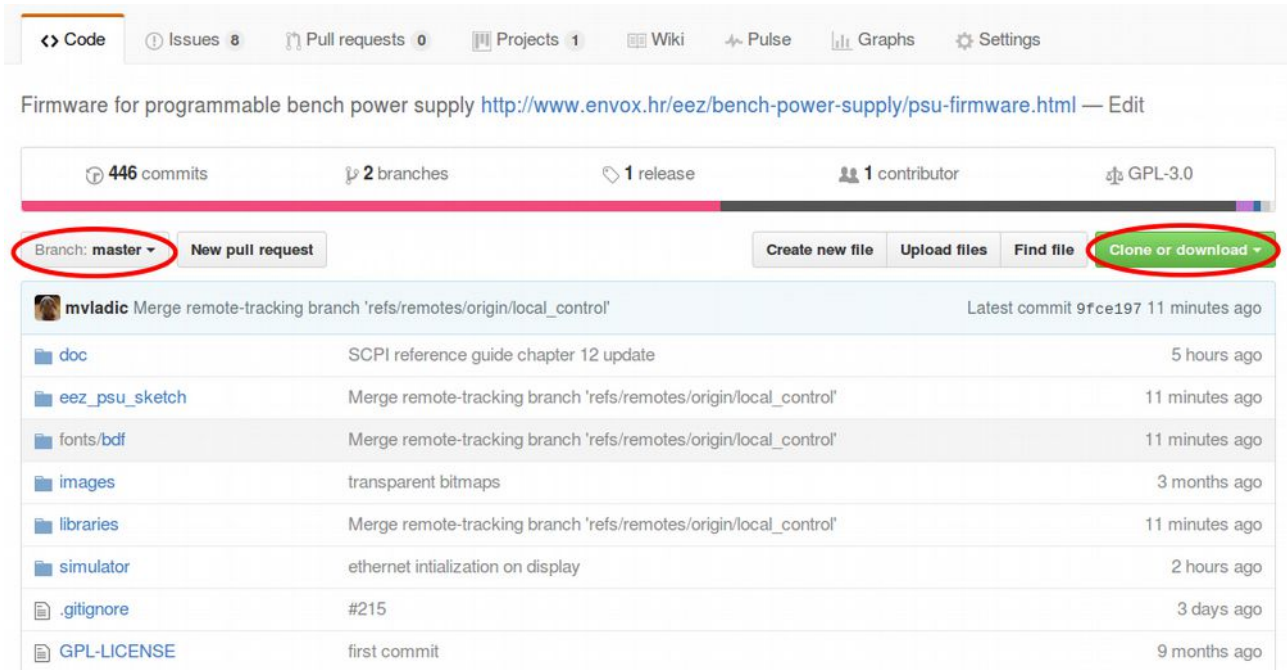 Code Issues 8 Pull requests 0 Projects 1 Wiki Pulse Graphs Settings
Firmware for programmable bench power supply http://www.envox.hr/eez/bench-power-supply/psu-firmware.html — Edit
446 commits 2 branches 1 release 1 contributor GPL-3.0
Branch: master New pull request Create new file Upload files Find file Clone or download
mvladic Merge remote-tracking branch 'refs/remotes/origin/local_control' Latest commit 9fce197 11 minutes ago
doc SCPI reference guide chapter 12 update 5 hours ago
eez_psu_sketch Merge remote-tracking branch 'refs/remotes/origin/local_control' 11 minutes ago
fonts/bdf Merge remote-tracking branch 'refs/remotes/origin/local_control' 11 minutes ago
images transparent bitmaps 3 months ago
libraries Merge remote-tracking branch 'refs/remotes/origin/local_control' 11 minutes ago
simulator ethernet intialization on display 2 hours ago
.gitignore #215 3 days ago
GPL-LICENSE first commit 9 months ago